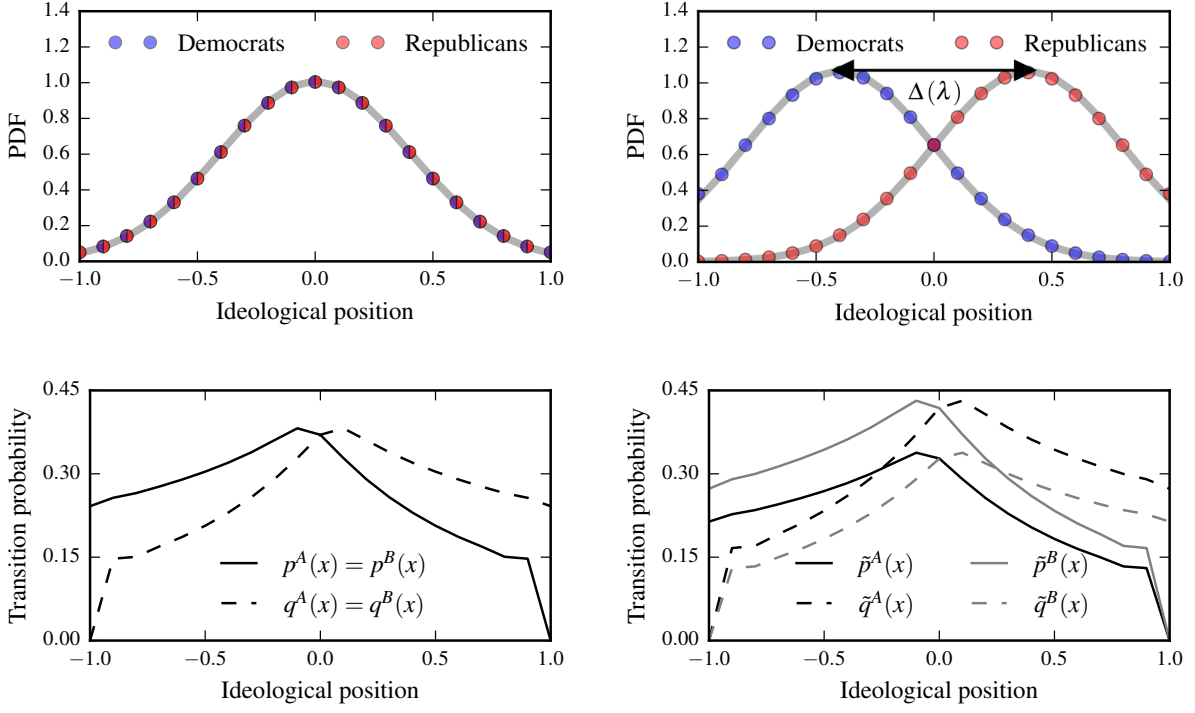 1.4
1.2
1.0
0.8
0.6
0.4
0.2
0.0
PDF
Democrats Republicans
−1.0 −0.5 0.0 0.5 1.0
Ideological position
1.4
1.2
1.0
0.8
0.6
0.4
0.2
0.0
PDF
Democrats Republicans
Δ(λ)
−1.0 −0.5 0.0 0.5 1.0
Ideological position
0.45
0.30
0.15
0.00
Transition probability
p^A(x) = p^B(x)
q^A(x) = q^B(x)
−1.0 −0.5 0.0 0.5 1.0
Ideological position
0.45
0.30
0.15
0.00
Transition probability
p̃^A(x) p̃^B(x)
q̃^A(x) q̃^B(x)
−1.0 −0.5 0.0 0.5 1.0
Ideological position